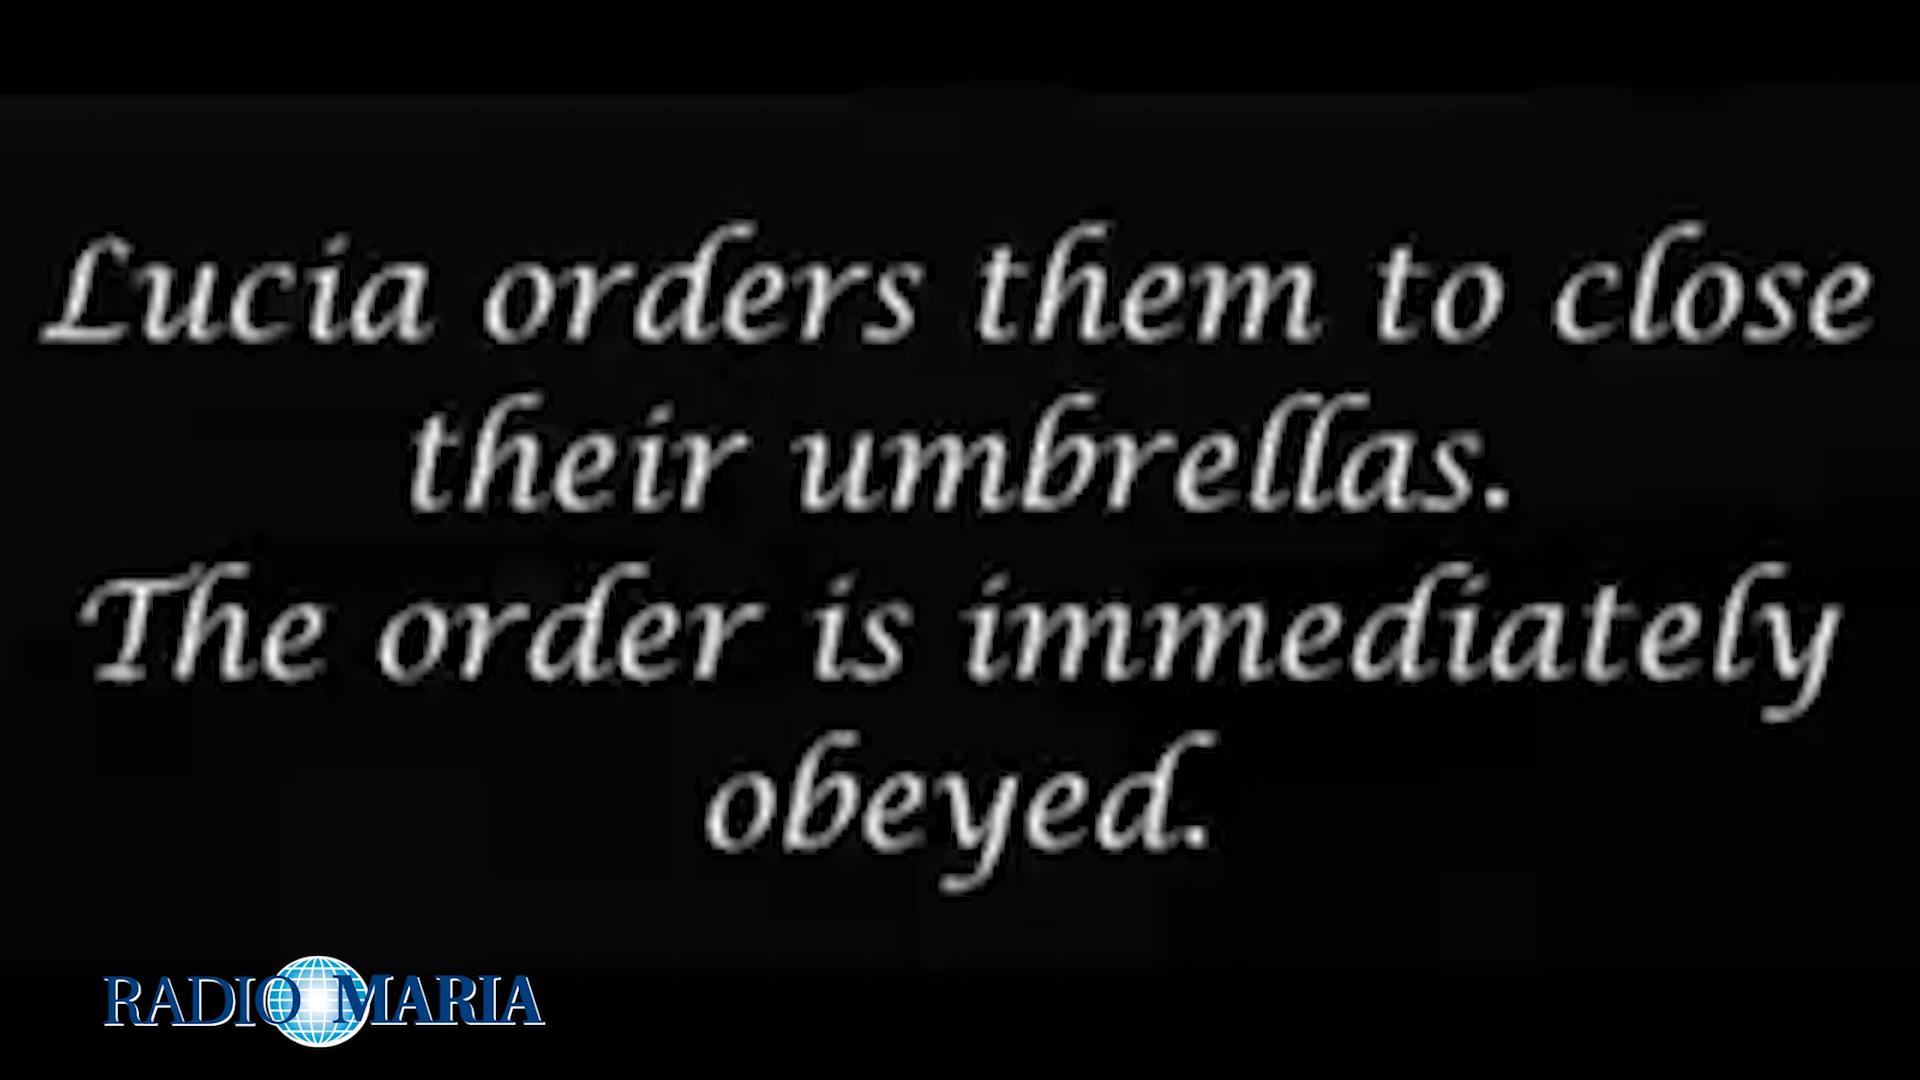 Lucia orders them to close
their umbrellas.
The order is immediately
obeyed.
RADIO MARIA